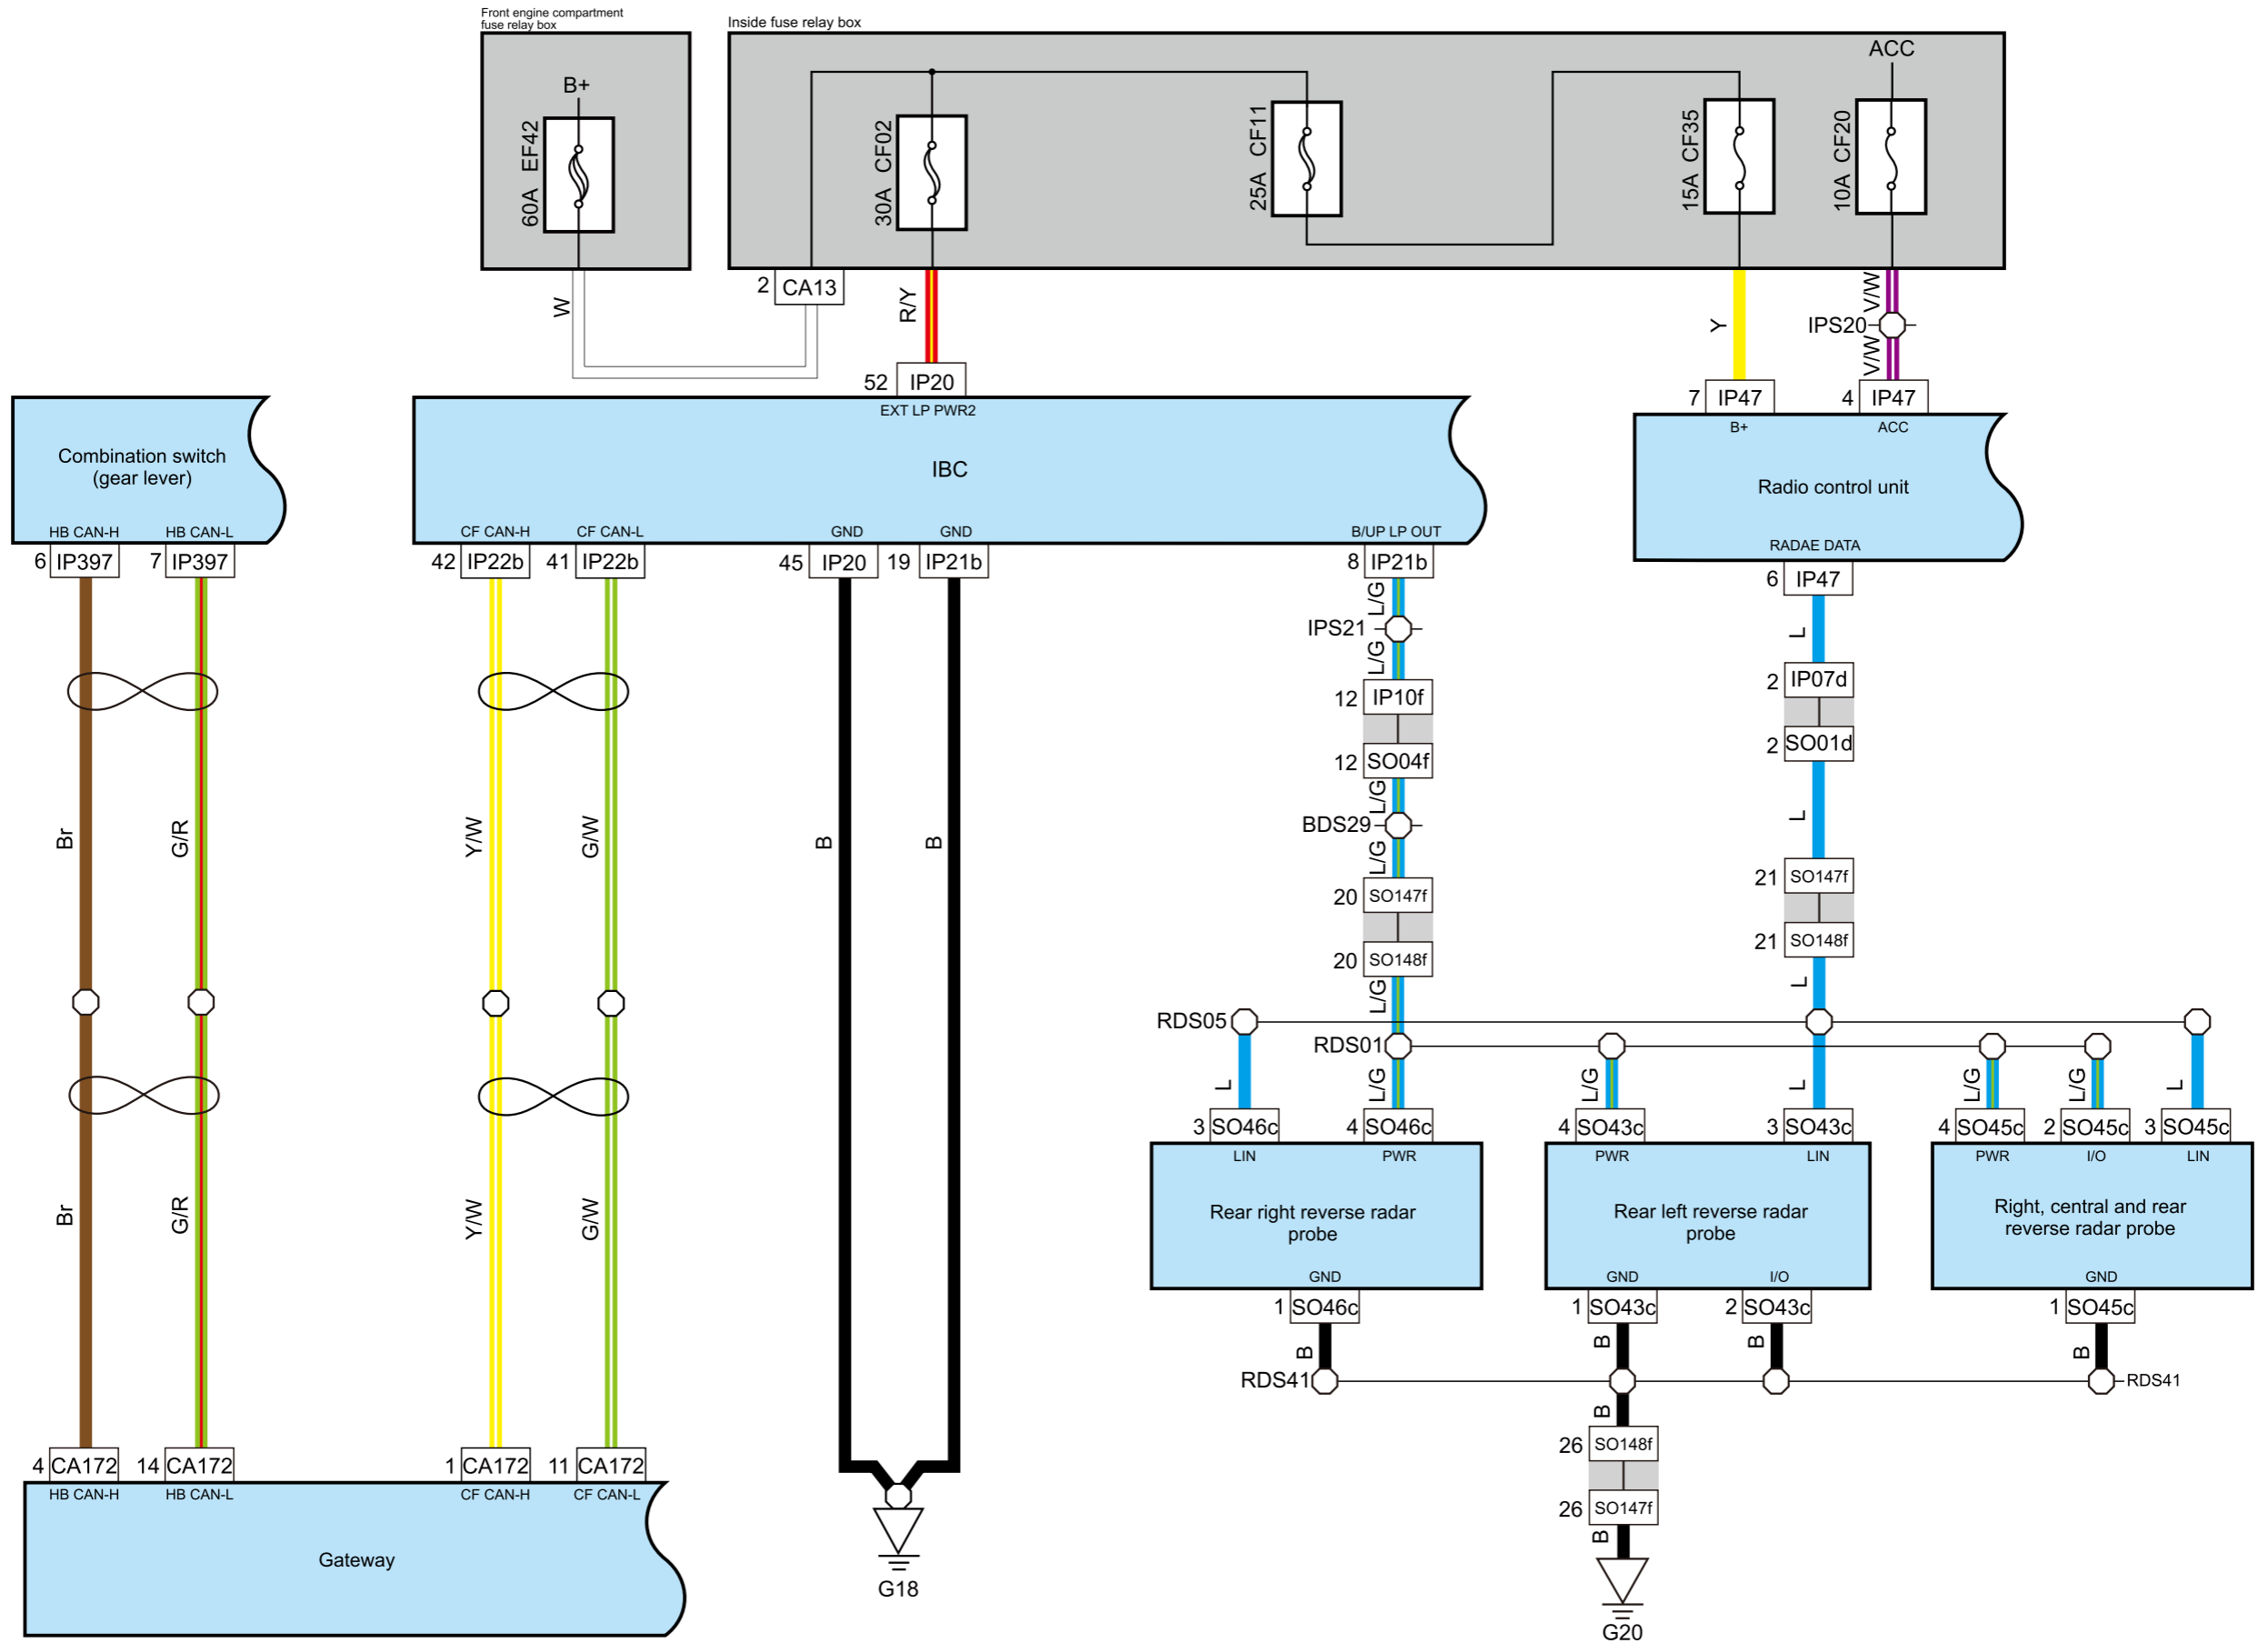 Front engine compartment
fuse relay box
Inside fuse relay box
B+
60A EF42
30A CF02
25A CF11
15A CF35
ACC
10A CF20
W
2 CA13
R/Y
Y
V/W
IPS20
V/W
52 IP20
7 IP47
4 IP47
EXT LP PWR2
B+
ACC
Combination switch
(gear lever)
IBC
Radio control unit
HB CAN-H
HB CAN-L
CF CAN-H
CF CAN-L
GND
GND
B/UP LP OUT
RADAE DATA
6 IP397
7 IP397
42 IP22b
41 IP22b
45 IP20
19 IP21b
8 IP21b
6 IP47
L/G
IPS21
L/G
L
12 IP10f
2 IP07d
12 SO04f
2 SO01d
L/G
BDS29
L/G
L
Br
G/R
Y/W
G/W
B
B
20 SO147f
21 SO147f
20 SO148f
21 SO148f
L/G
L
RDS05
RDS01
L
L/G
L/G
L
L/G
L/G
L
3 SO46c
4 SO46c
4 SO43c
3 SO43c
4 SO45c
2 SO45c
3 SO45c
LIN
PWR
PWR
LIN
PWR
I/O
LIN
Rear right reverse radar
probe
Rear left reverse radar
probe
Right, central and rear
reverse radar probe
Br
G/R
Y/W
G/W
GND
GND
I/O
GND
1 SO46c
1 SO43c
2 SO43c
1 SO45c
B
B
B
B
RDS41
RDS41
B
26 SO148f
26 SO147f
B
G20
4 CA172
14 CA172
1 CA172
11 CA172
HB CAN-H
HB CAN-L
CF CAN-H
CF CAN-L
Gateway
G18